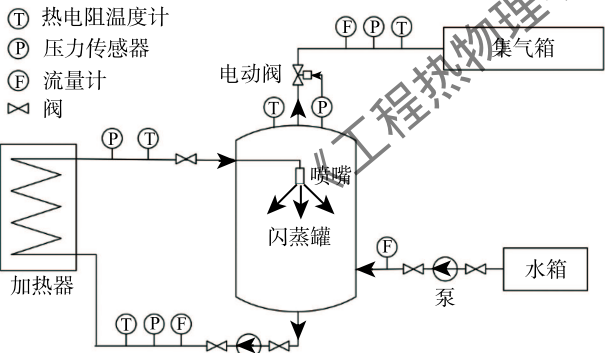 T 热电阻温度计
P 压力传感器
F 流量计
阀
F P T
集气箱
电动阀
T P
P T
喷嘴
闪蒸罐
F
水箱
加热器
泵
T P F
《工程热物理